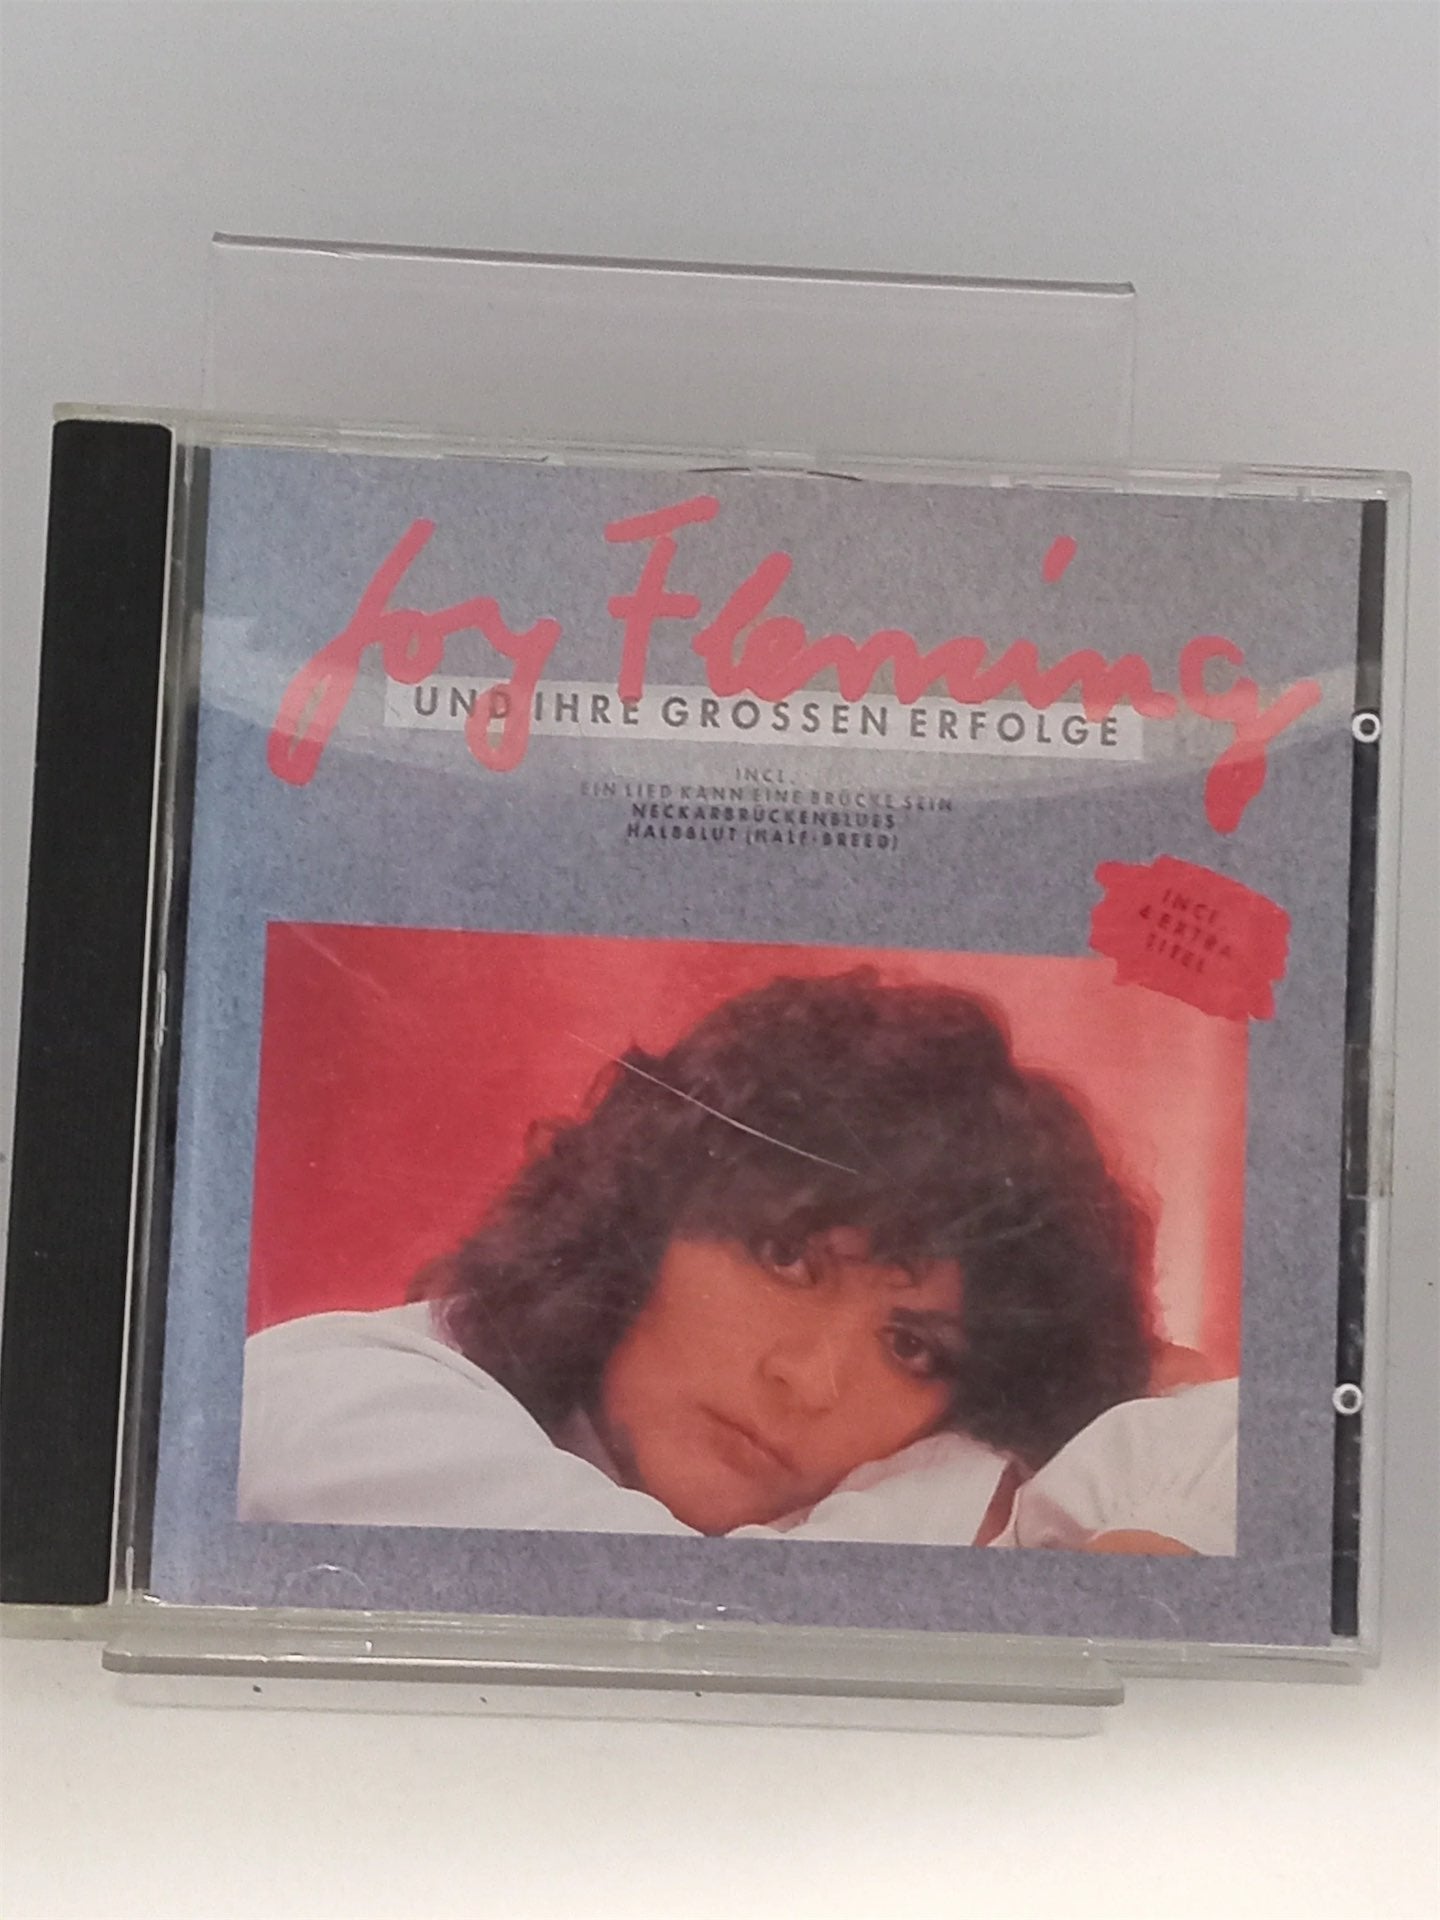 Joy Fleming
UND IHRE GROSSEN ERFOLGE
INCL.
EIN LIED KANN EINE BRÜCKE SEIN
NECKARBRÜCKENBLUES
HALBBLUT (HALF-BREED)
INCL.
4 EXTRA
TITEL